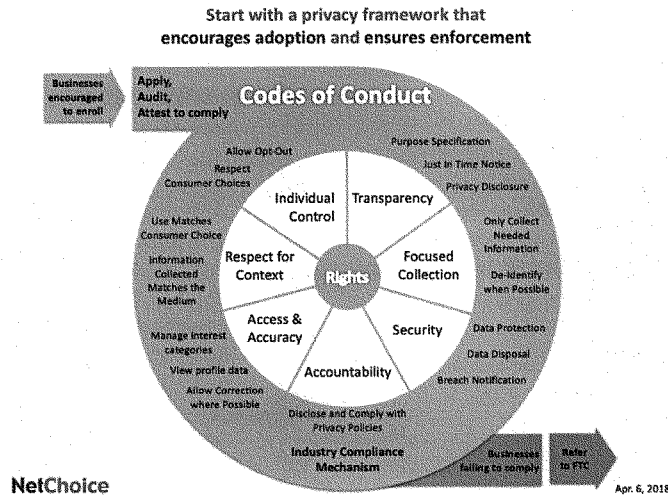 Start with a privacy framework that
encourages adoption and ensures enforcement
Businesses
encouraged
to enroll
Apply,
Audit,
Attest to comply
Codes of Conduct
Allow Opt-Out
Respect
Consumer Choices
Purpose Specification
Just In Time Notice
Privacy Disclosure
Individual
Control
Transparency
Use Matches
Consumer Choice
Information
Collected
Matches the
Medium
Respect for
Context
Rights
Focused
Collection
Only Collect
Needed
Information
De-Identify
when Possible
Access &
Accuracy
Security
Accountability
Manage interest
categories
View profile data
Allow Correction
where Possible
Data Protection
Data Disposal
Breach Notification
Disclose and Comply with
Privacy Policies
Industry Compliance
Mechanism
Businesses
failing to comply
Refer
to FTC
NetChoice
Apr. 6, 2018